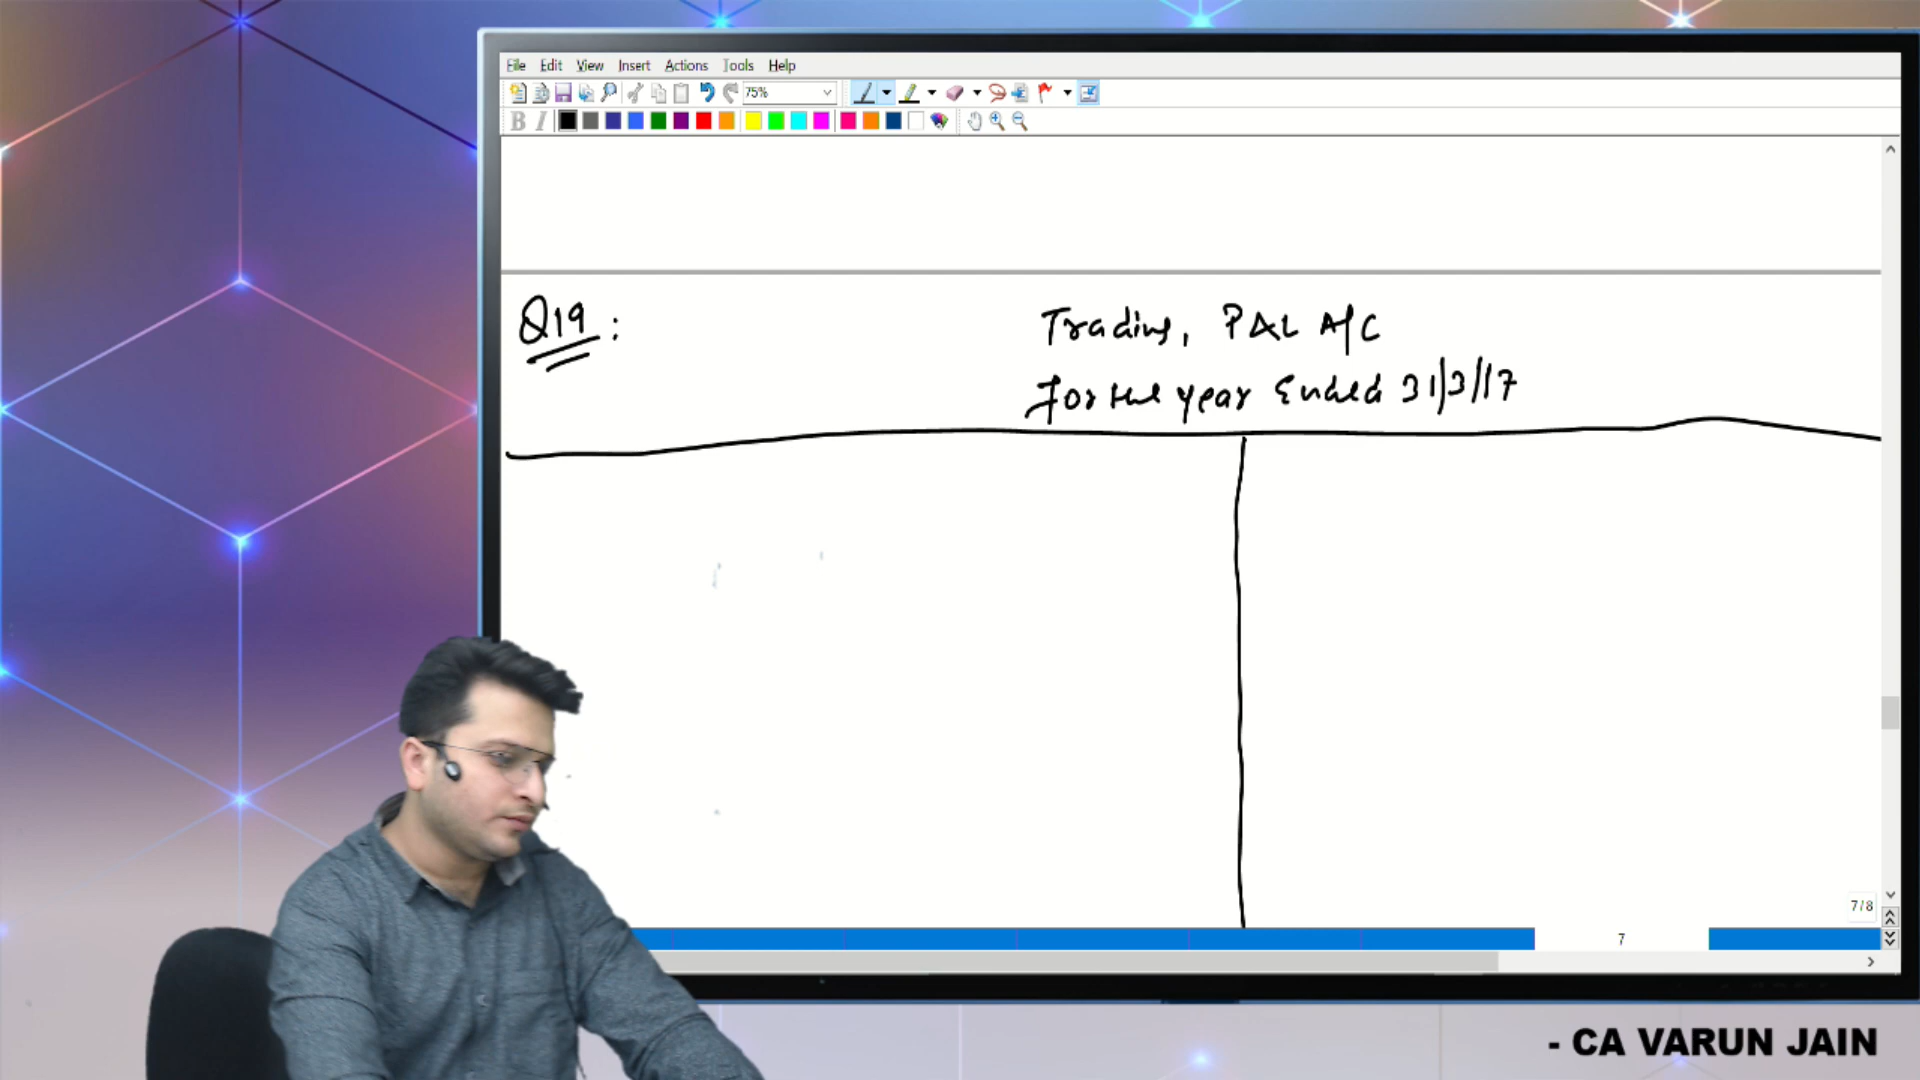 File Edit View Insert Actions Tools Help
75%
B I
Q19 :
Trading, P&L A/C
For the year Ended 31/3/17
7/8
7
- CA VARUN JAIN